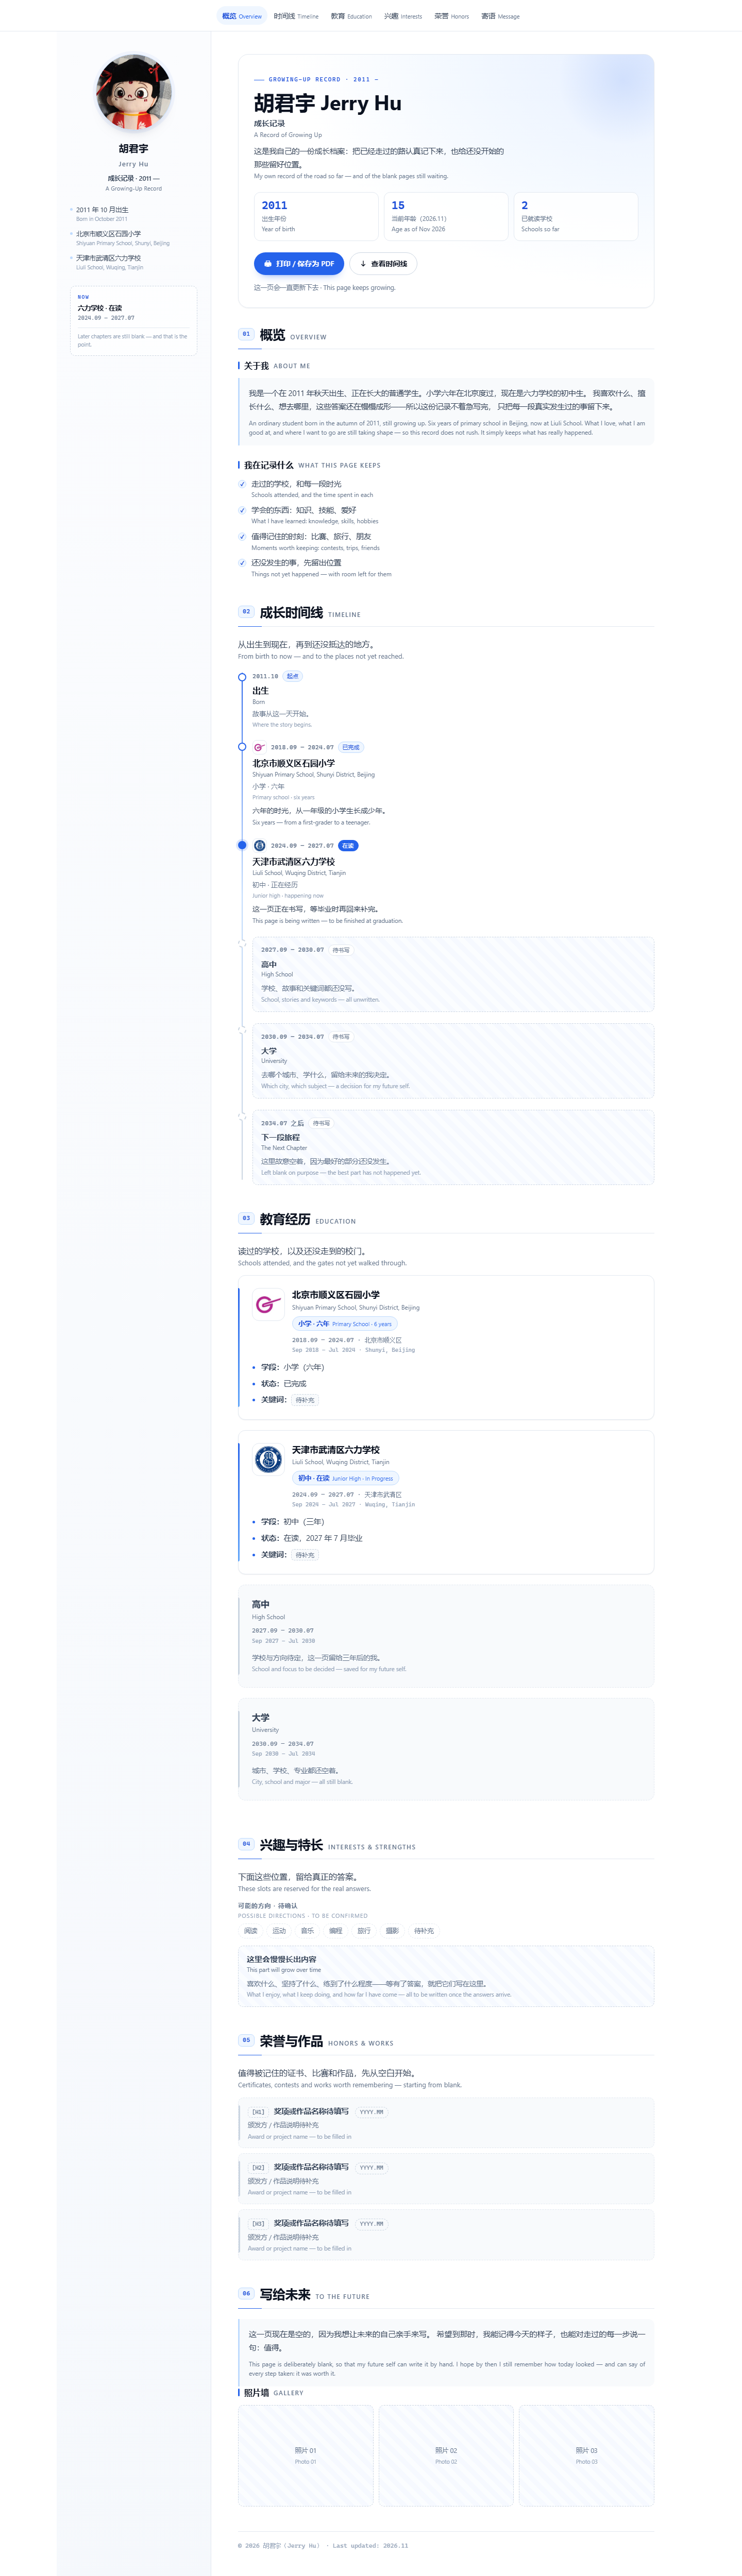 概览 Overview
时间线 Timeline
教育 Education
兴趣 Interests
荣誉 Honors
寄语 Message
胡君宇
Jerry Hu
成长记录 · 2011 —
A Growing-Up Record
2011 年 10 月出生
Born in October 2011
北京市顺义区石园小学
Shiyuan Primary School, Shunyi, Beijing
天津市武清区六力学校
Liuli School, Wuqing, Tianjin
NOW
六力学校 · 在读
2024.09 – 2027.07
Later chapters are still blank — and that is the
point.
GROWING-UP RECORD · 2011 —
胡君宇 Jerry Hu
成长记录
A Record of Growing Up
这是我自己的一份成长档案：把已经走过的路认真记下来，也给还没开始的
那些留好位置。
My own record of the road so far — and of the blank pages still waiting.
2011
出生年份
Year of birth
15
当前年龄（2026.11）
Age as of Nov 2026
2
已就读学校
Schools so far
打印 / 保存为 PDF
↓ 查看时间线
这一页会一直更新下去 · This page keeps growing.
01 概览 OVERVIEW
关于我 ABOUT ME
我是一个在 2011 年秋天出生、正在长大的普通学生。小学六年在北京度过，现在是六力学校的初中生。 我喜欢什么、擅
长什么、想去哪里，这些答案还在慢慢成形——所以这份记录不着急写完， 只把每一段真实发生过的事留下来。
An ordinary student born in the autumn of 2011, still growing up. Six years of primary school in Beijing, now at Liuli School. What I love, what I am
good at, and where I want to go are still taking shape — so this record does not rush. It simply keeps what has really happened.
我在记录什么 WHAT THIS PAGE KEEPS
✓ 走过的学校，和每一段时光
Schools attended, and the time spent in each
✓ 学会的东西：知识、技能、爱好
What I have learned: knowledge, skills, hobbies
✓ 值得记住的时刻：比赛、旅行、朋友
Moments worth keeping: contests, trips, friends
✓ 还没发生的事，先留出位置
Things not yet happened — with room left for them
02 成长时间线 TIMELINE
从出生到现在，再到还没抵达的地方。
From birth to now — and to the places not yet reached.
2011.10 起点
出生
Born
故事从这一天开始。
Where the story begins.
2018.09 – 2024.07 已完成
北京市顺义区石园小学
Shiyuan Primary School, Shunyi District, Beijing
小学 · 六年
Primary school · six years
六年的时光，从一年级的小学生长成少年。
Six years — from a first-grader to a teenager.
2024.09 – 2027.07 在读
天津市武清区六力学校
Liuli School, Wuqing District, Tianjin
初中 · 正在经历
Junior high · happening now
这一页正在书写，等毕业时再回来补完。
This page is being written — to be finished at graduation.
2027.09 – 2030.07 待书写
高中
High School
学校、故事和关键词都还没写。
School, stories and keywords — all unwritten.
2030.09 – 2034.07 待书写
大学
University
去哪个城市、学什么，留给未来的我决定。
Which city, which subject — a decision for my future self.
2034.07 之后 待书写
下一段旅程
The Next Chapter
这里故意空着，因为最好的部分还没发生。
Left blank on purpose — the best part has not happened yet.
03 教育经历 EDUCATION
读过的学校，以及还没走到的校门。
Schools attended, and the gates not yet walked through.
北京市顺义区石园小学
Shiyuan Primary School, Shunyi District, Beijing
小学 · 六年 Primary School · 6 years
2018.09 – 2024.07 · 北京市顺义区
Sep 2018 – Jul 2024 · Shunyi, Beijing
学段：小学（六年）
状态：已完成
关键词： 待补充
天津市武清区六力学校
Liuli School, Wuqing District, Tianjin
初中 · 在读 Junior High · In Progress
2024.09 – 2027.07 · 天津市武清区
Sep 2024 – Jul 2027 · Wuqing, Tianjin
学段：初中（三年）
状态：在读，2027 年 7 月毕业
关键词： 待补充
高中
High School
2027.09 – 2030.07
Sep 2027 – Jul 2030
学校与方向待定，这一页留给三年后的我。
School and focus to be decided — saved for my future self.
大学
University
2030.09 – 2034.07
Sep 2030 – Jul 2034
城市、学校、专业都还空着。
City, school and major — all still blank.
04 兴趣与特长 INTERESTS & STRENGTHS
下面这些位置，留给真正的答案。
These slots are reserved for the real answers.
可能的方向 · 待确认
POSSIBLE DIRECTIONS · TO BE CONFIRMED
阅读 运动 音乐 编程 旅行 摄影 待补充
这里会慢慢长出内容
This part will grow over time
喜欢什么、坚持了什么、练到了什么程度——等有了答案，就把它们写在这里。
What I enjoy, what I keep doing, and how far I have come — all to be written once the answers arrive.
05 荣誉与作品 HONORS & WORKS
值得被记住的证书、比赛和作品，先从空白开始。
Certificates, contests and works worth remembering — starting from blank.
[H1] 奖项或作品名称待填写 YYYY.MM
颁发方 / 作品说明待补充
Award or project name — to be filled in
[H2] 奖项或作品名称待填写 YYYY.MM
颁发方 / 作品说明待补充
Award or project name — to be filled in
[H3] 奖项或作品名称待填写 YYYY.MM
颁发方 / 作品说明待补充
Award or project name — to be filled in
06 写给未来 TO THE FUTURE
这一页现在是空的，因为我想让未来的自己亲手来写。 希望到那时，我能记得今天的样子，也能对走过的每一步说一
句：值得。
This page is deliberately blank, so that my future self can write it by hand. I hope by then I still remember how today looked — and can say of
every step taken: it was worth it.
照片墙 GALLERY
照片 01
Photo 01
照片 02
Photo 02
照片 03
Photo 03
© 2026 胡君宇（Jerry Hu） · Last updated: 2026.11